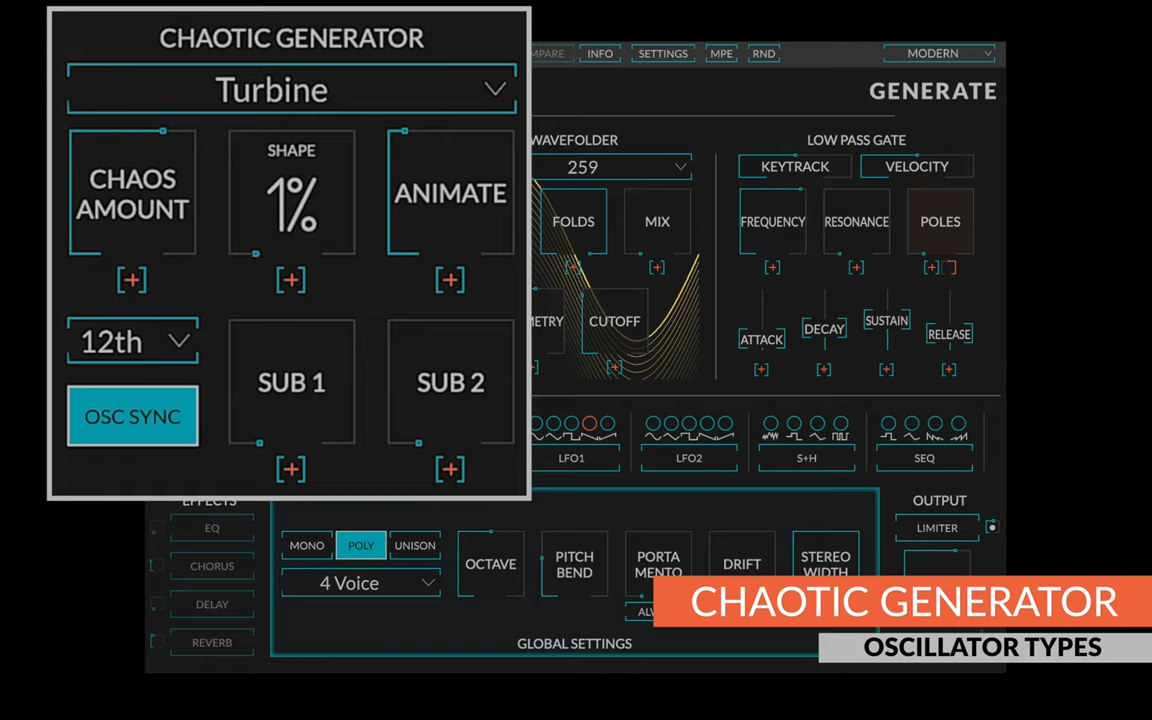 CHAOTIC GENERATOR
Turbine
CHAOS
AMOUNT
SHAPE
1%
ANIMATE
[+]
[+]
[+]
12th
OSC SYNC
SUB 1
SUB 2
[+]
[+]
INFO
SETTINGS
MPE
RND
MODERN
GENERATE
WAVEFOLDER
259
FOLDS
MIX
CUTOFF
LOW PASS GATE
KEYTRACK
VELOCITY
FREQUENCY
RESONANCE
POLES
ATTACK
DECAY
SUSTAIN
RELEASE
LFO1
LFO2
S+H
SEQ
EFFECTS
EQ
CHORUS
DELAY
REVERB
MONO
POLY
UNISON
4 Voice
OCTAVE
PITCH
BEND
PORTA
MENTO
DRIFT
STEREO
WIDTH
GLOBAL SETTINGS
OUTPUT
LIMITER
CHAOTIC GENERATOR
OSCILLATOR TYPES